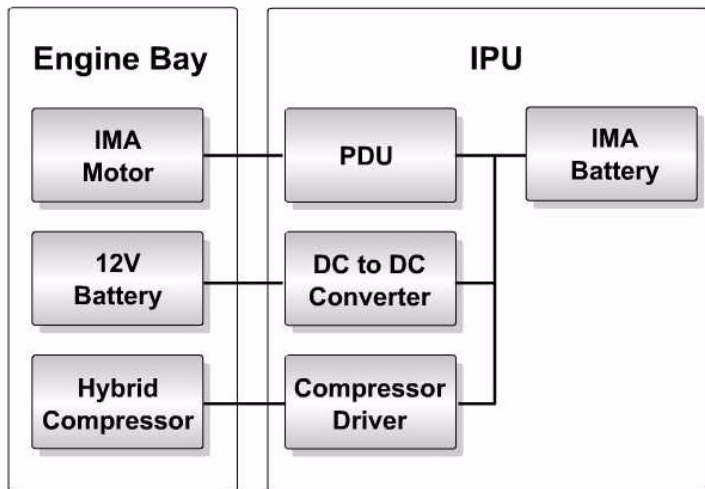 Engine Bay
IPU
IMA
Motor
PDU
IMA
Battery
12V
Battery
DC to DC
Converter
Hybrid
Compressor
Compressor
Driver